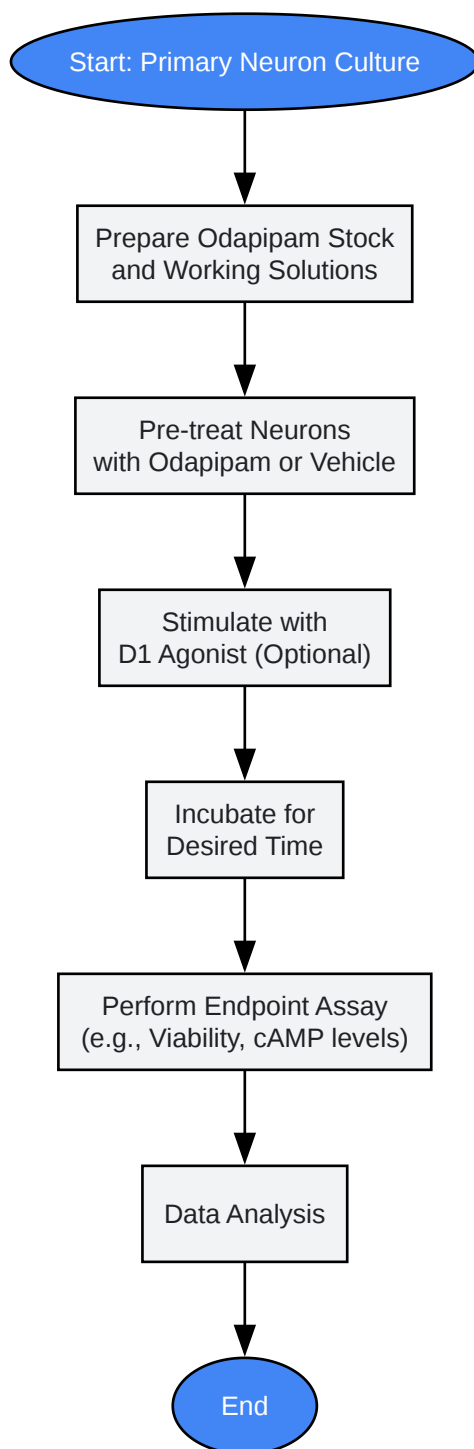 Start: Primary Neuron Culture
Prepare Odapipam Stock
and Working Solutions
Pre-treat Neurons
with Odapipam or Vehicle
Stimulate with
D1 Agonist (Optional)
Incubate for
Desired Time
Perform Endpoint Assay
(e.g., Viability, cAMP levels)
Data Analysis
End